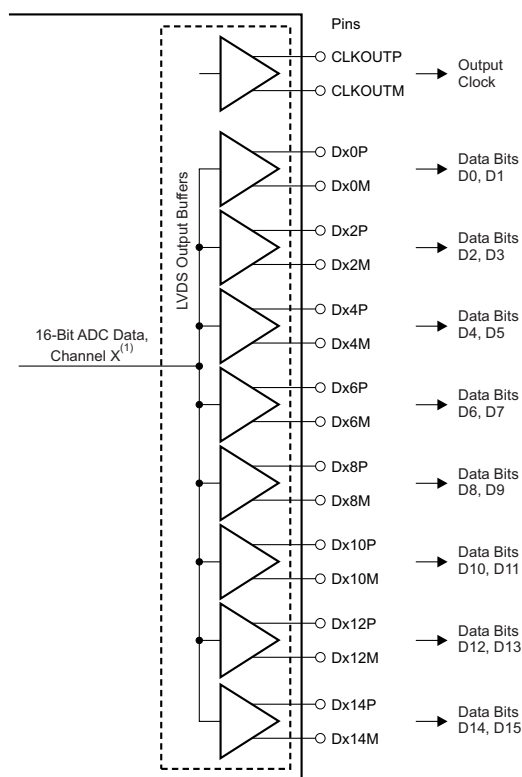 Pins
CLKOUTP
CLKOUTM
Output
Clock
LVDS Output Buffers
Dx0P
Dx0M
Data Bits
D0, D1
Dx2P
Dx2M
Data Bits
D2, D3
16-Bit ADC Data,
Channel X(1)
Dx4P
Dx4M
Data Bits
D4, D5
Dx6P
Dx6M
Data Bits
D6, D7
Dx8P
Dx8M
Data Bits
D8, D9
Dx10P
Dx10M
Data Bits
D10, D11
Dx12P
Dx12M
Data Bits
D12, D13
Dx14P
Dx14M
Data Bits
D14, D15